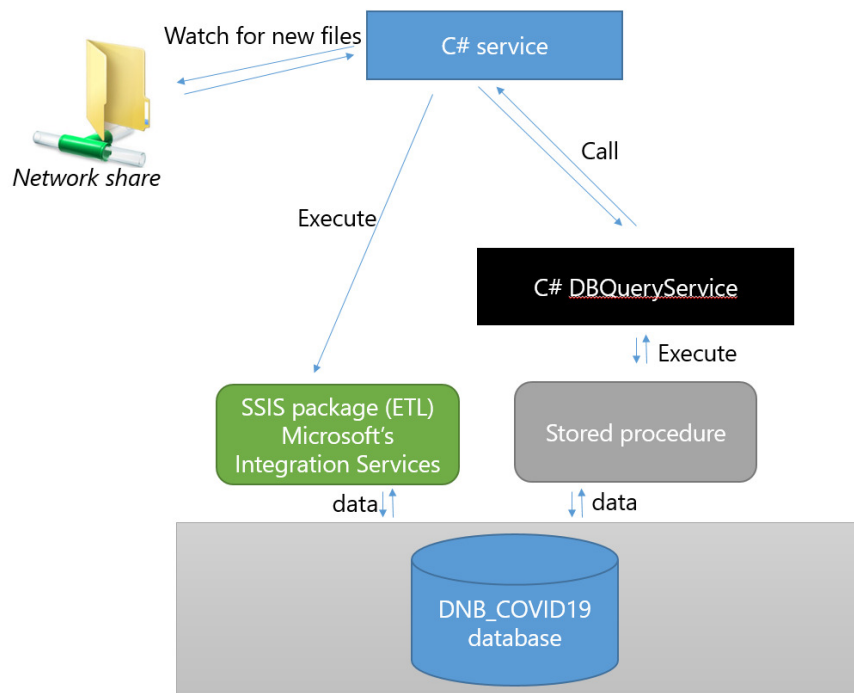 Watch for new files
C# service
Network share
Call
Execute
C# DBQueryService
Execute
SSIS package (ETL)
Microsoft's
Integration Services
Stored procedure
data
data
DNB_COVID19
database